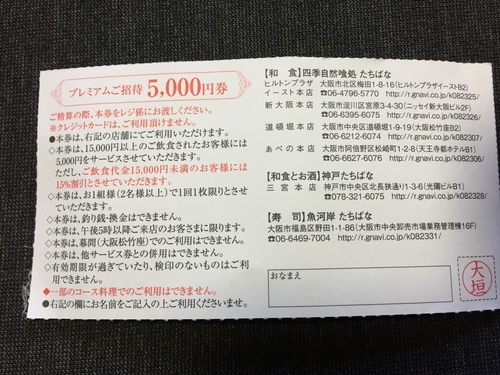 プレミアムご招待 5,000円券
ご精算の時、本券をレジ係にお渡しください。
※クレジットカードは、ご利用頂けません。
●本券は、右記の店舗にてご利用いただけます。
◇本券は、15,000円以上のご飲食されたお客様には
5,000円をサービスさせていただきます。
ただし、ご飲食代金15,000円未満のお客様には
15%割引とさせていただきます。
◇本券は、お1組様(2名様以上)で1回1枚限りとさせて
いただきます。
◇本券は、釣り銭・換金はできません。
◇本券は、午後5時以降ご来店のお客さまに限ります。
◇本券は、幕間(大阪松竹座)でのご利用はできません。
◇本券は、他サービス券との併用はできません。
◇有効期限が過ぎていたり、検印のないものはご利用
できません。
◆一部のコース料理でのご利用はできません。
●右記の欄にお名前をご記入の上ご利用くださいませ。
【和 食】四季自然喰処 たちばな
ヒルトンプラザ 大阪市北区梅田1-8-16(ヒルトンプラザイーストB2)
イースト本店 ☎06-4796-5770 http://r.gnavi.co.jp/k082325/
新大阪本店 大阪市淀川区宮原3-4-30(ニッセイ新大阪ビル2F)
☎06-6395-6075 http://r.gnavi.co.jp/k082326/
道頓堀本店 大阪市中央区道頓堀1-9-19(大阪松竹座B2)
☎06-6212-6074 http://r.gnavi.co.jp/k082307/
あべの本店 大阪市阿倍野区松崎町1-2-8(天王寺都ホテルB1)
☎06-6627-6076 http://r.gnavi.co.jp/k082308/
【和食とお酒】神戸たちばな
三宮本店 神戸市中央区北長狭通り1-3-6(光陽ビルB1)
☎078-321-6075 http://r.gnavi.co.jp/k082329/
【寿 司】魚河岸 たちばな
大阪市福島区野田1-1-86(大阪市中央卸売市場業務管理棟16F)
☎06-6469-7004 http://r.gnavi.co.jp/k082331/
おなまえ
大垣